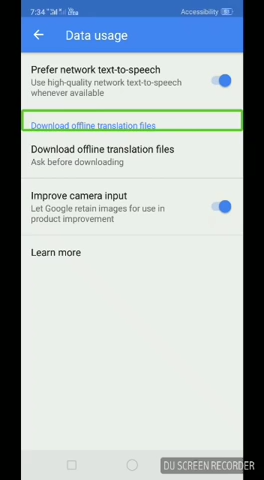 7:34
Accessibility
Data usage
Prefer network text-to-speech
Use high-quality network text-to-speech
whenever available
Download offline translation files
Download offline translation files
Ask before downloading
Improve camera input
Let Google retain images for use in
product improvement
Learn more
DU SCREEN RECORDER